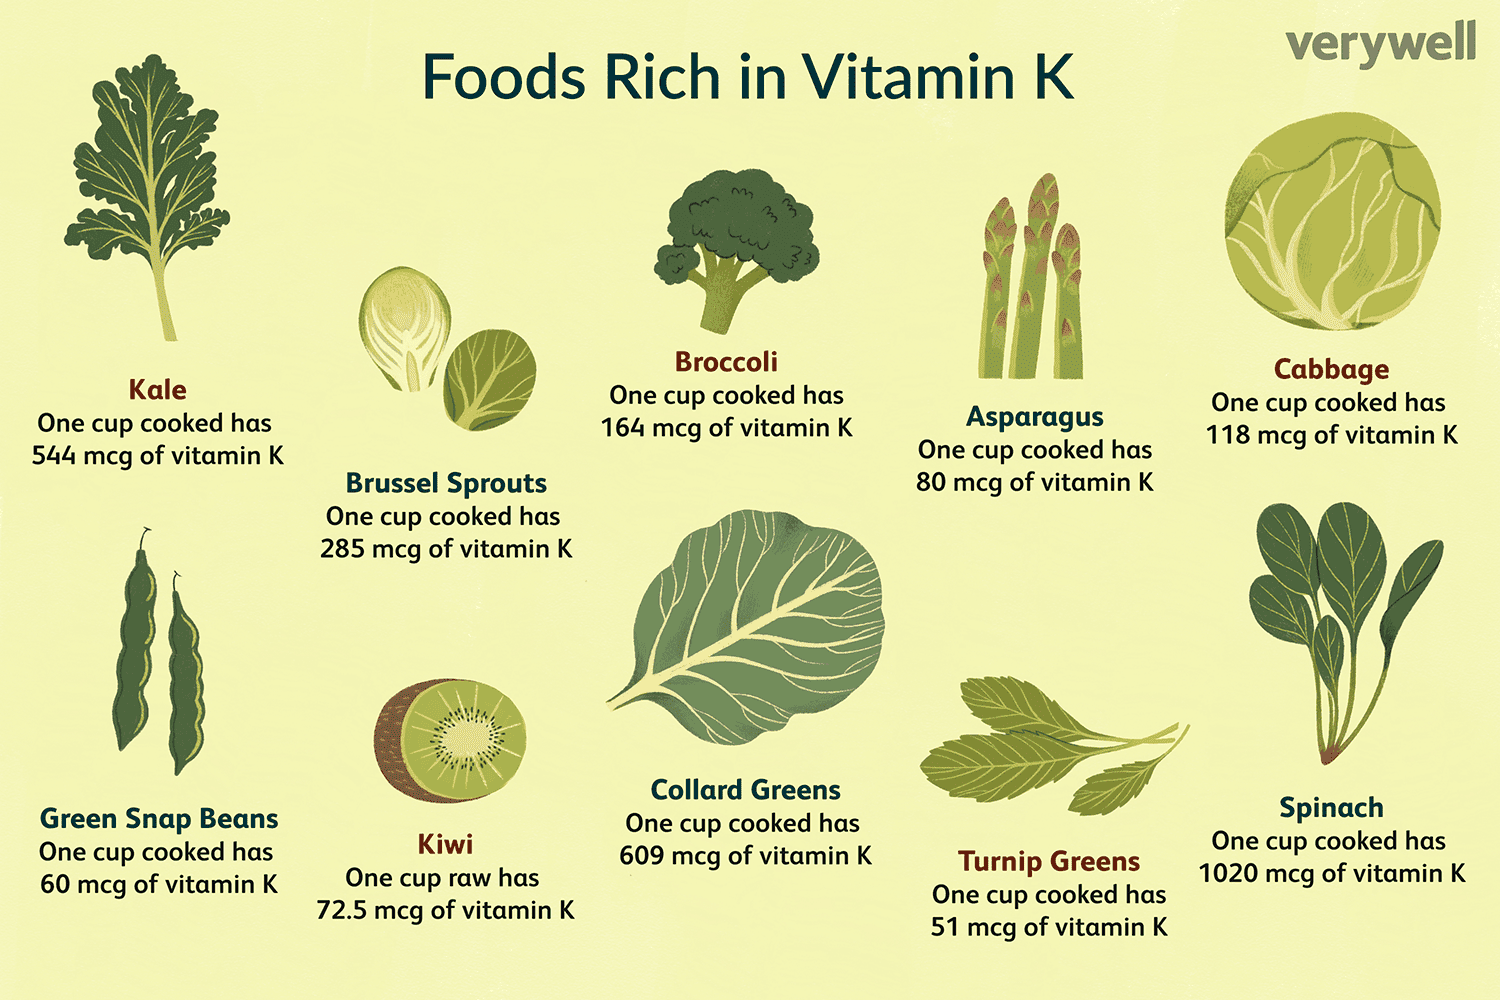 verywell
Foods Rich in Vitamin K
Kale
One cup cooked has
544 mcg of vitamin K
Brussel Sprouts
One cup cooked has
285 mcg of vitamin K
Broccoli
One cup cooked has
164 mcg of vitamin K
Asparagus
One cup cooked has
80 mcg of vitamin K
Cabbage
One cup cooked has
118 mcg of vitamin K
Green Snap Beans
One cup cooked has
60 mcg of vitamin K
Kiwi
One cup raw has
72.5 mcg of vitamin K
Collard Greens
One cup cooked has
609 mcg of vitamin K
Turnip Greens
One cup cooked has
51 mcg of vitamin K
Spinach
One cup cooked has
1020 mcg of vitamin K